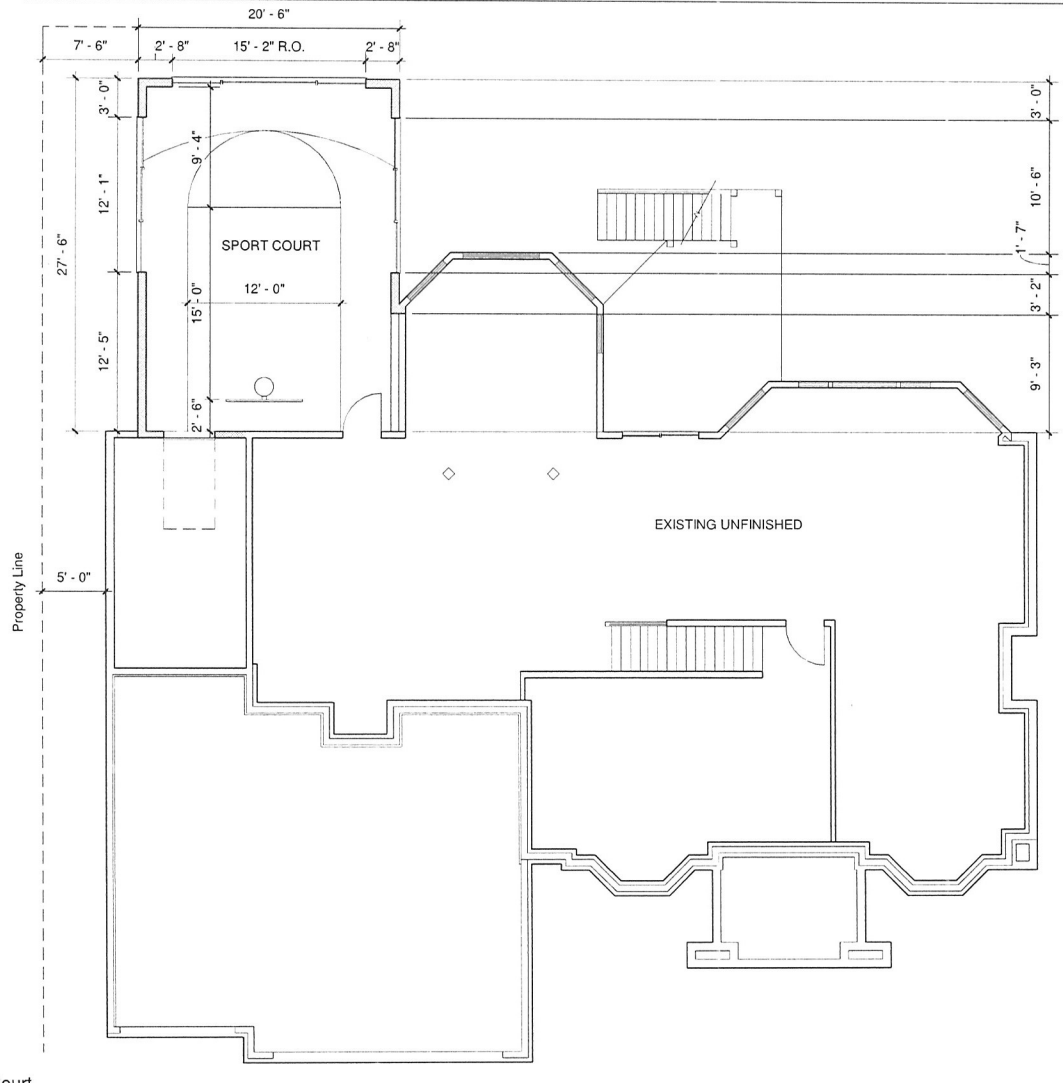 20' - 6"
7' - 6" 2' - 8" 15' - 2" R.O. 2' - 8"
3' - 0"
3' - 0"
9' - 4"
12' - 1"
10' - 6"
27' - 6"
SPORT COURT
1' - 7"
15' - 0"
12' - 0"
3' - 2"
12' - 5"
9' - 3"
2' - 6"
EXISTING UNFINISHED
Property Line
5' - 0"